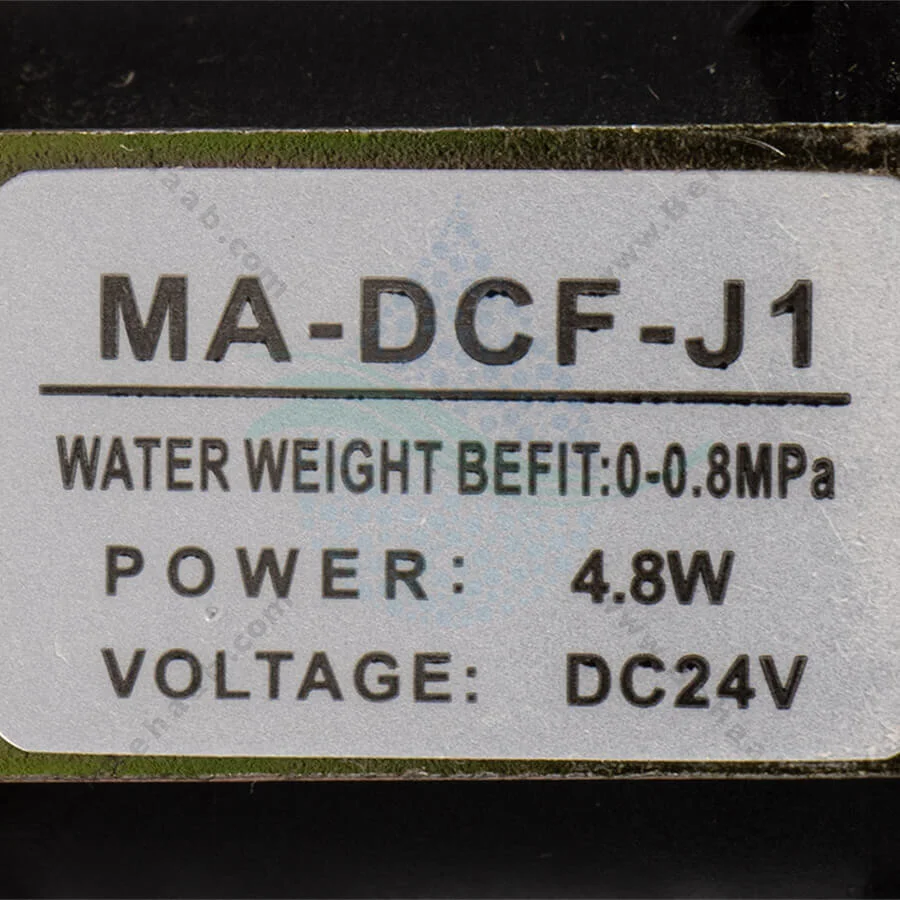 MA-DCF-J1
WATER WEIGHT BEFIT:0-0.8MPa
POWER: 4.8W
VOLTAGE: DC24V